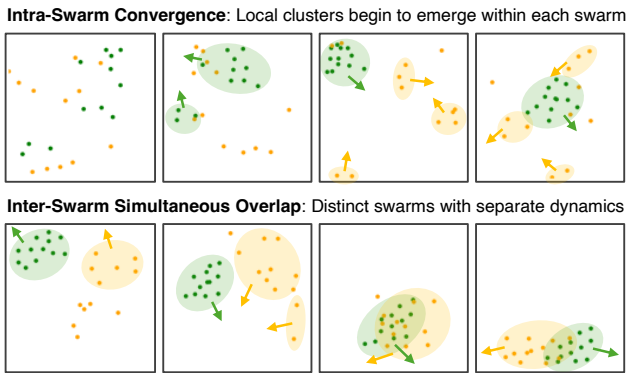 Intra-Swarm Convergence: Local clusters begin to emerge within each swarm
Inter-Swarm Simultaneous Overlap: Distinct swarms with separate dynamics